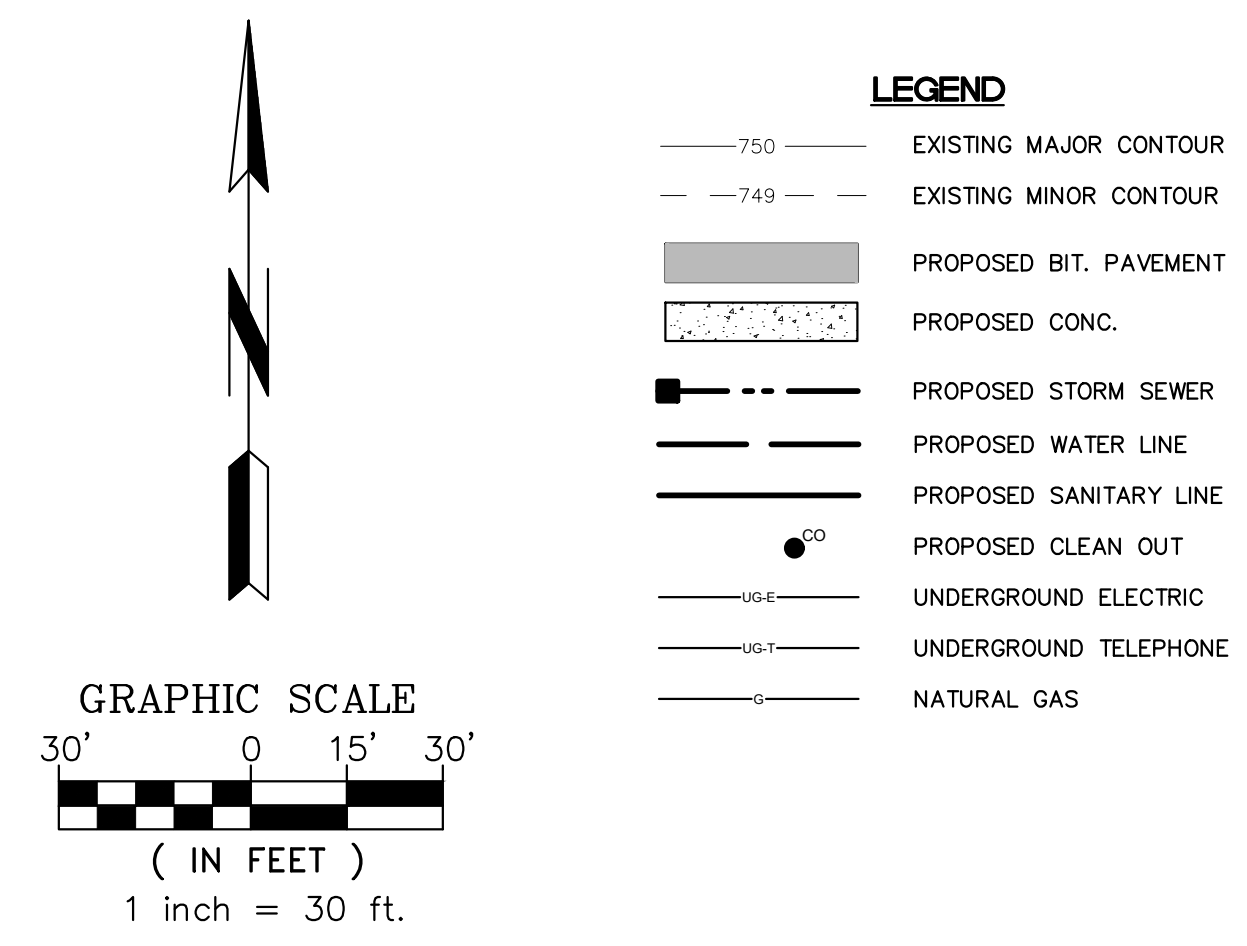 N
GRAPHIC SCALE
30' 0 15' 30'
( IN FEET )
1 inch = 30 ft.
LEGEND
750 EXISTING MAJOR CONTOUR
749 EXISTING MINOR CONTOUR
PROPOSED BIT. PAVEMENT
PROPOSED CONC.
PROPOSED STORM SEWER
PROPOSED WATER LINE
PROPOSED SANITARY LINE
CO PROPOSED CLEAN OUT
UG-E UNDERGROUND ELECTRIC
UG-T UNDERGROUND TELEPHONE
G NATURAL GAS